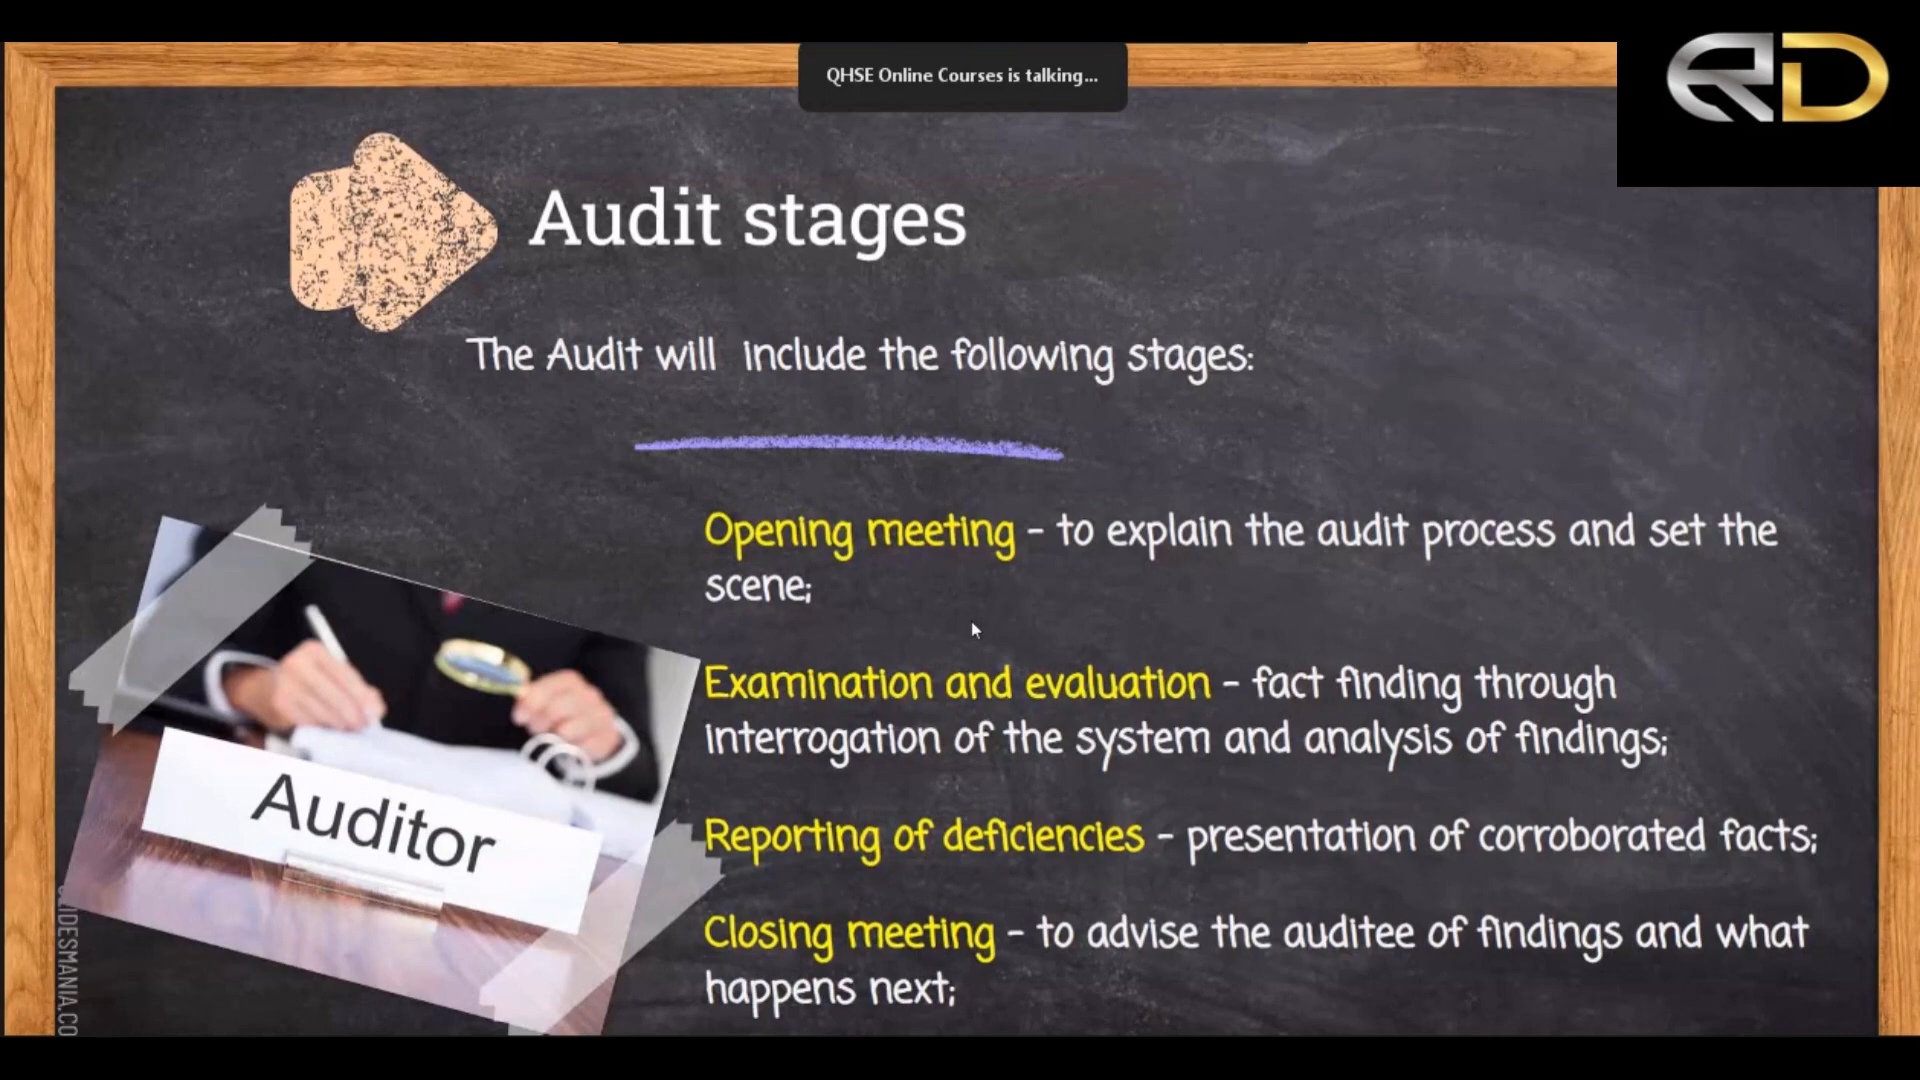 QHSE Online Courses is talking...
RD
Audit stages
The Audit will include the following stages:
Opening meeting - to explain the audit process and set the
scene;
Examination and evaluation - fact finding through
interrogation of the system and analysis of findings;
Reporting of deficiencies - presentation of corroborated facts;
Closing meeting - to advise the auditee of findings and what
happens next;
Auditor
SLIDESMANIA.CO